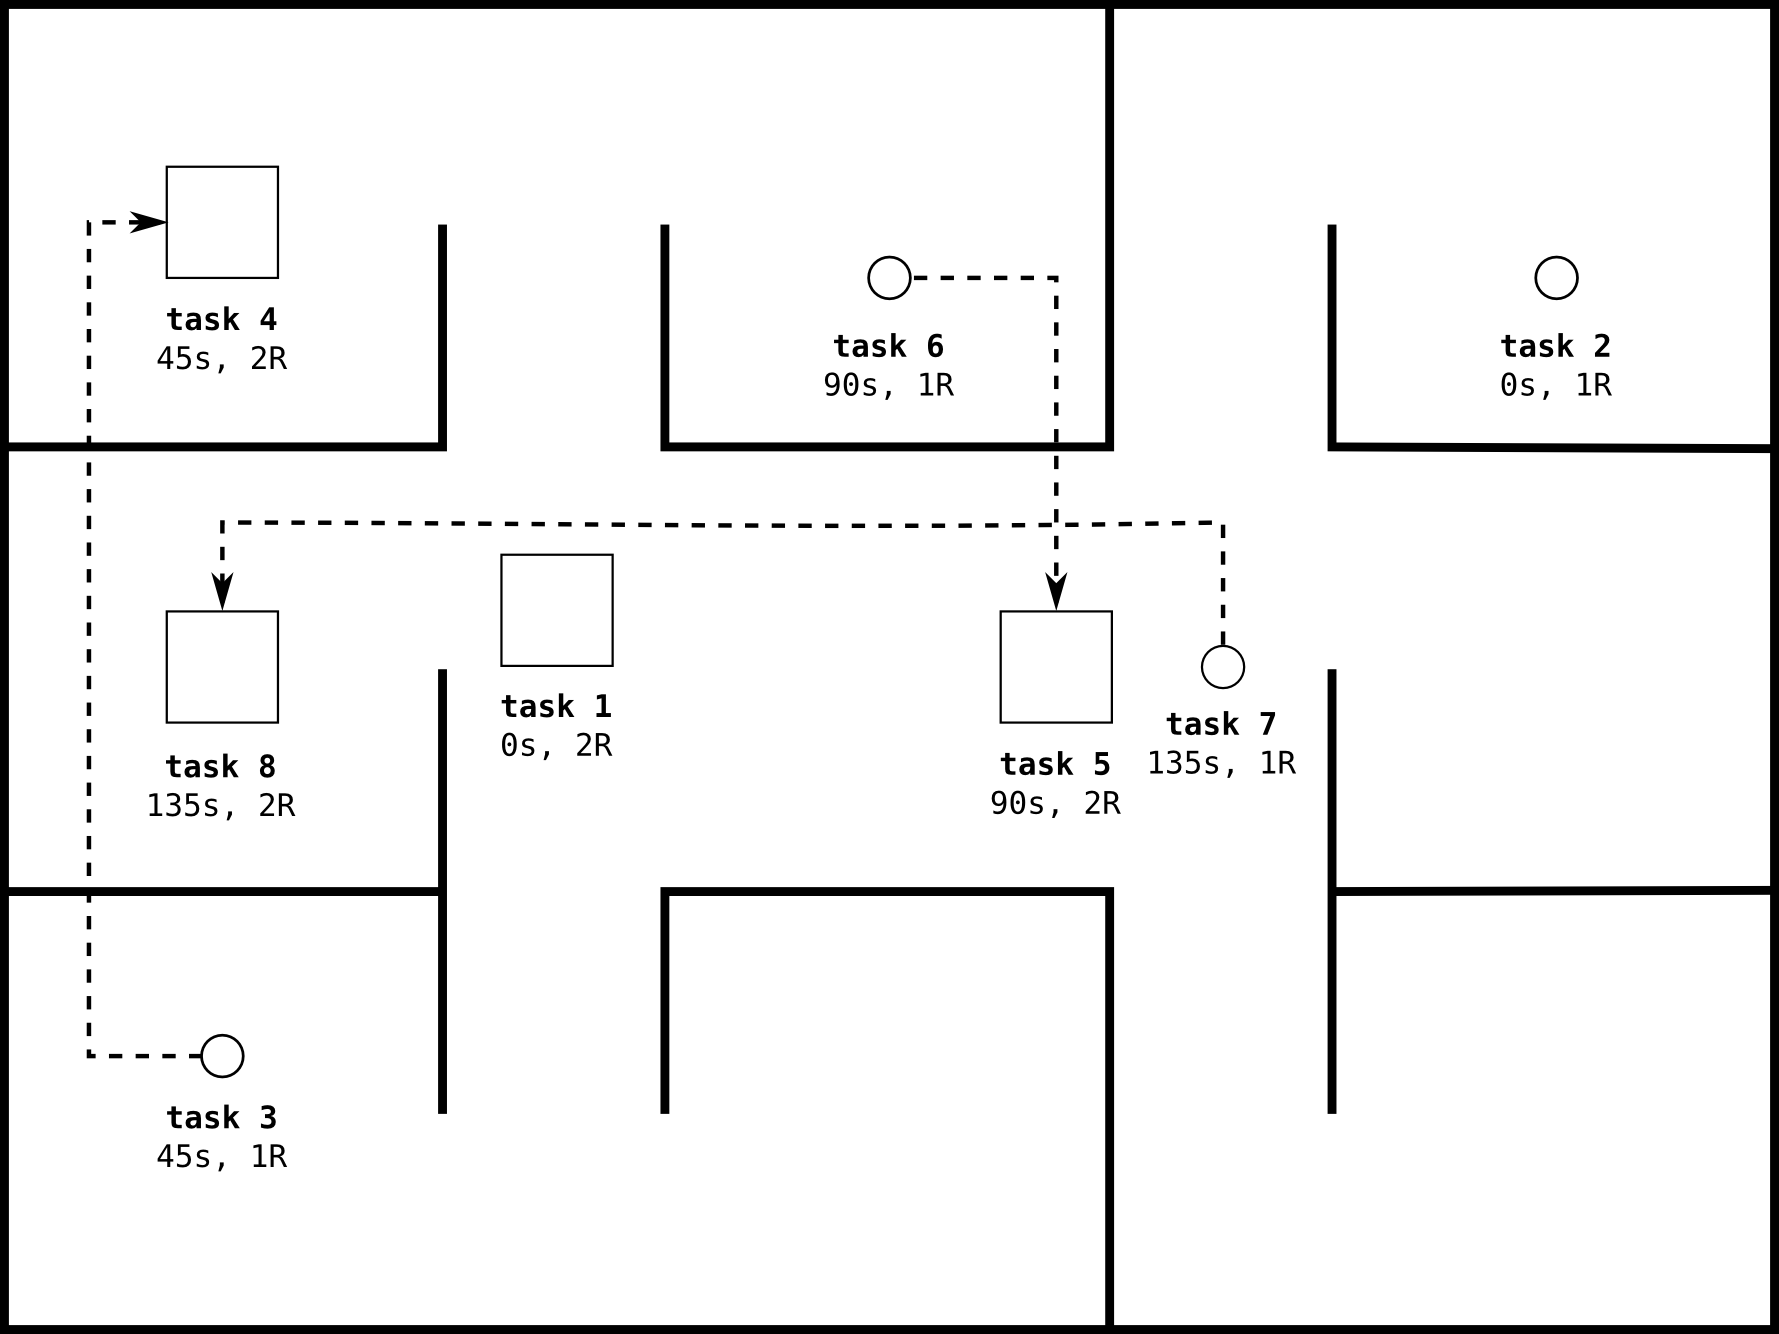 task 4
45s, 2R
task 6
90s, 1R
task 2
0s, 1R
task 8
135s, 2R
task 1
0s, 2R
task 5
90s, 2R
task 7
135s, 1R
task 3
45s, 1R